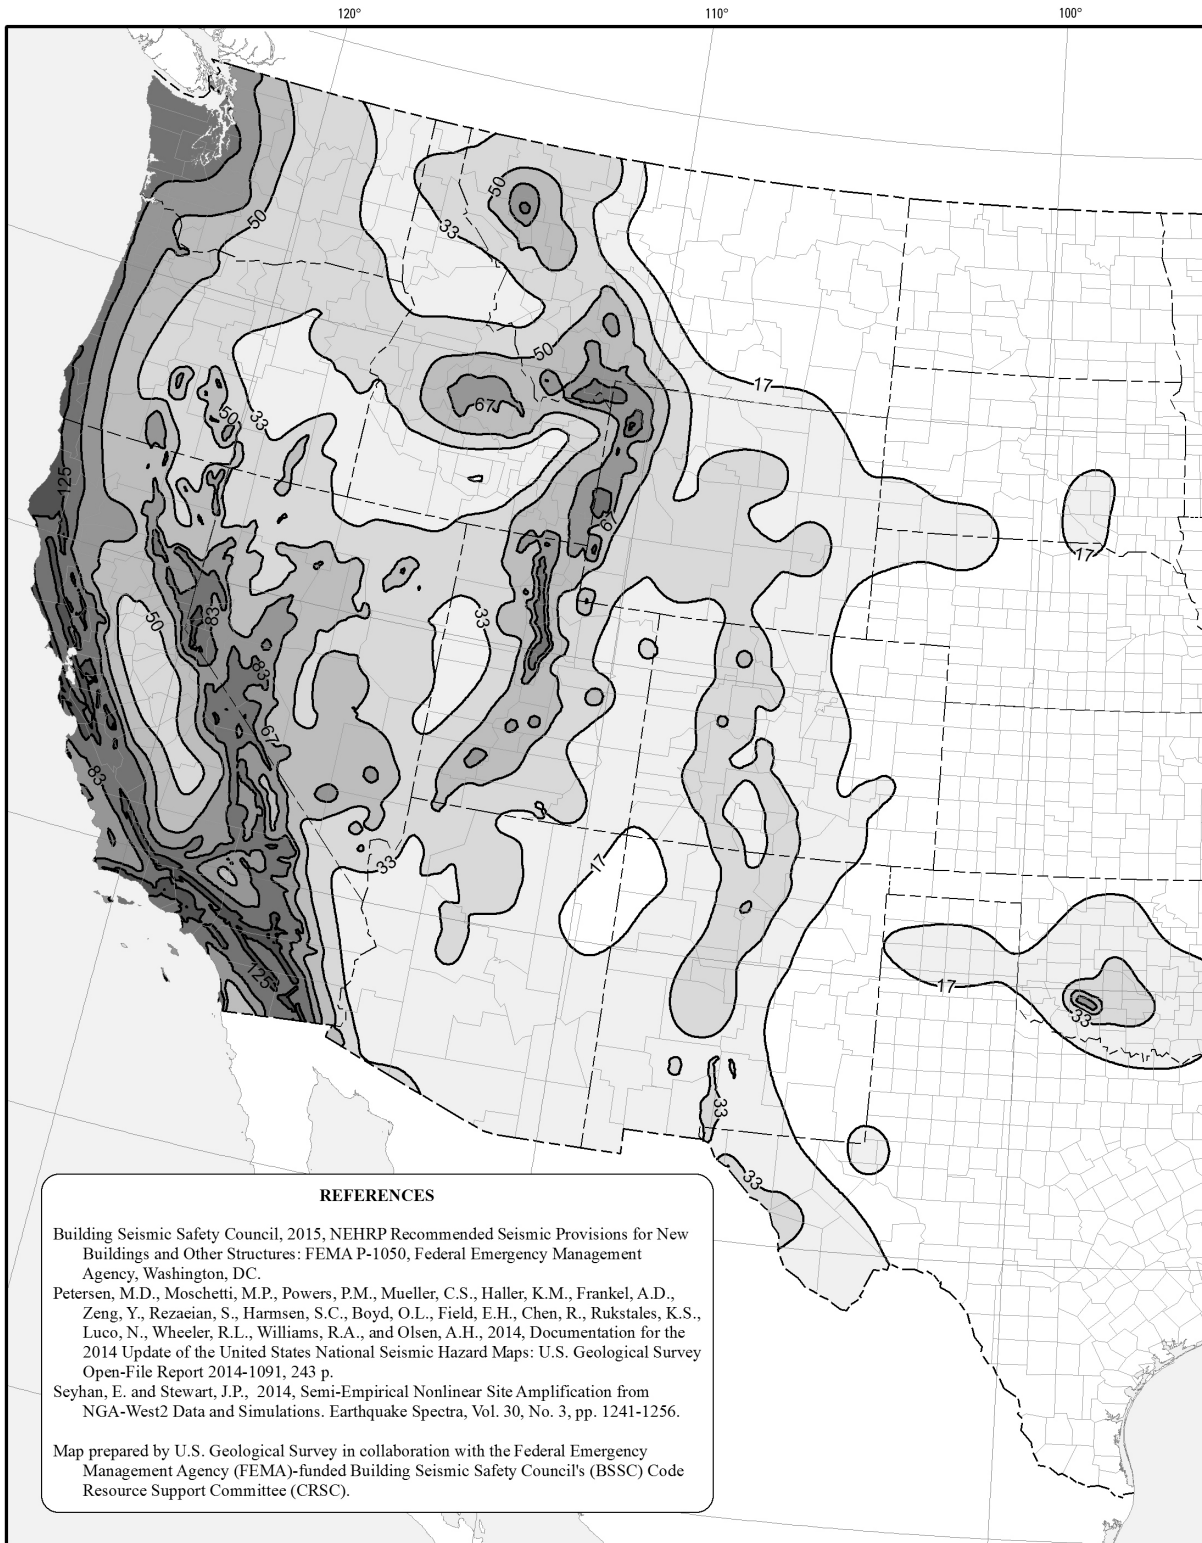 120° 110° 100°
50
50
33
50
17
67
33
50
125
67
17
50
83
33
83
67
83
33
17
125
17
33
33
33
REFERENCES
Building Seismic Safety Council, 2015, NEHRP Recommended Seismic Provisions for New
Buildings and Other Structures: FEMA P-1050, Federal Emergency Management
Agency, Washington, DC.
Petersen, M.D., Moschetti, M.P., Powers, P.M., Mueller, C.S., Haller, K.M., Frankel, A.D.,
Zeng, Y., Rezaeian, S., Harmsen, S.C., Boyd, O.L., Field, E.H., Chen, R., Rukstales, K.S.,
Luco, N., Wheeler, R.L., Williams, R.A., and Olsen, A.H., 2014, Documentation for the
2014 Update of the United States National Seismic Hazard Maps: U.S. Geological Survey
Open-File Report 2014-1091, 243 p.
Seyhan, E. and Stewart, J.P., 2014, Semi-Empirical Nonlinear Site Amplification from
NGA-West2 Data and Simulations. Earthquake Spectra, Vol. 30, No. 3, pp. 1241-1256.
Map prepared by U.S. Geological Survey in collaboration with the Federal Emergency
Management Agency (FEMA)-funded Building Seismic Safety Council's (BSSC) Code
Resource Support Committee (CRSC).